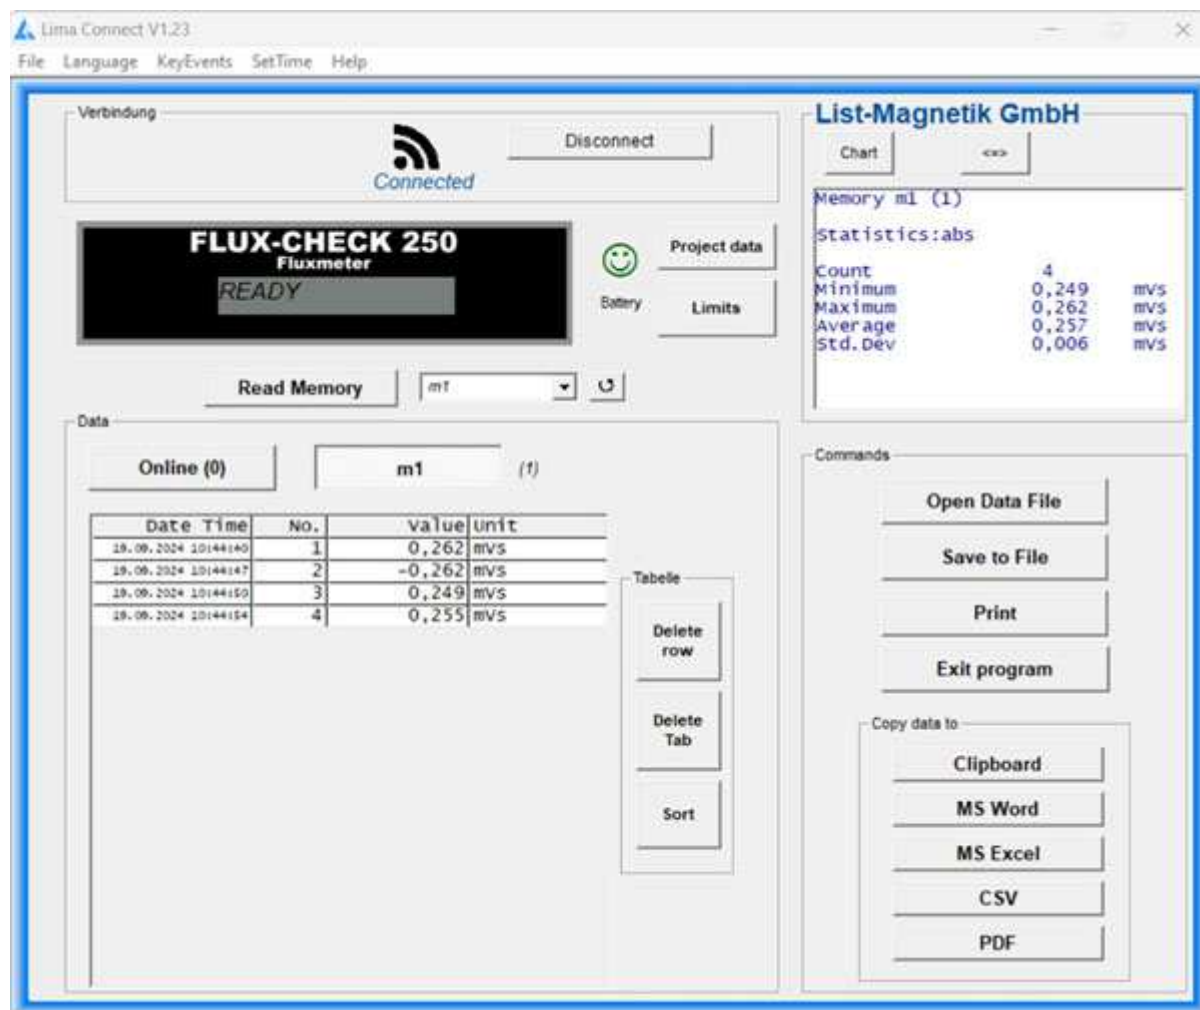 Lima Connect V1.23
File Language KeyEvents SetTime Help
Verbindung
Connected
Disconnect
FLUX-CHECK 250
Fluxmeter
READY
Battery
Project data
Limits
Read Memory
m1
Data
Online (0)
m1
(1)
Date Time No. Value Unit
1 0,262 mVs
2 -0,262 mVs
3 0,249 mVs
4 0,255 mVs
Tabelle
Delete
row
Delete
Tab
Sort
List-Magnetik GmbH
Chart
<=>
Memory m1 (1)
Statistics:abs
Count 4
Minimum 0,249 mVs
Maximum 0,262 mVs
Average 0,257 mVs
Std.Dev 0,006 mVs
Commands
Open Data File
Save to File
Print
Exit program
Copy data to
Clipboard
MS Word
MS Excel
CSV
PDF